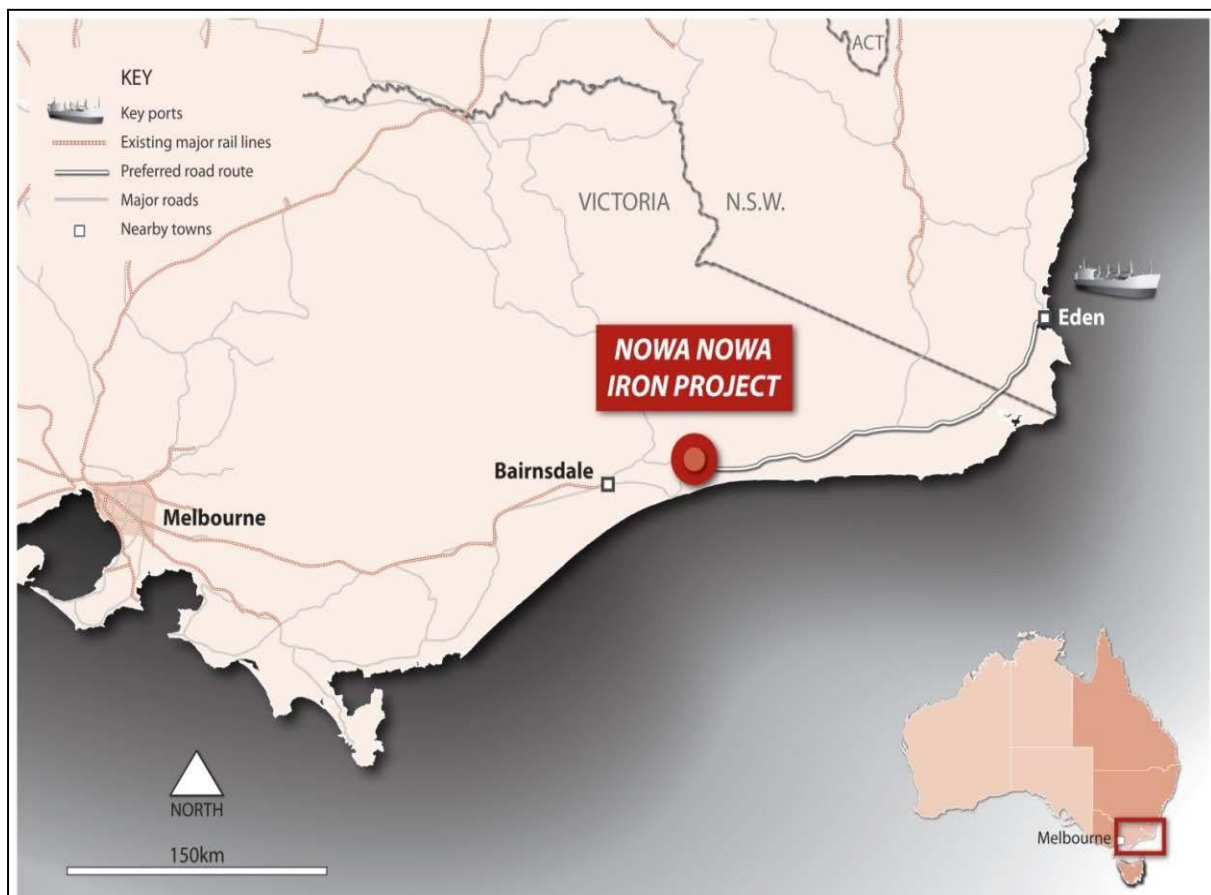 KEY
Key ports
Existing major rail lines
Preferred road route
Major roads
Nearby towns
ACT
VICTORIA
N.S.W.
Eden
NOWA NOWA
IRON PROJECT
Bairnsdale
Melbourne
NORTH
150km
Melbourne